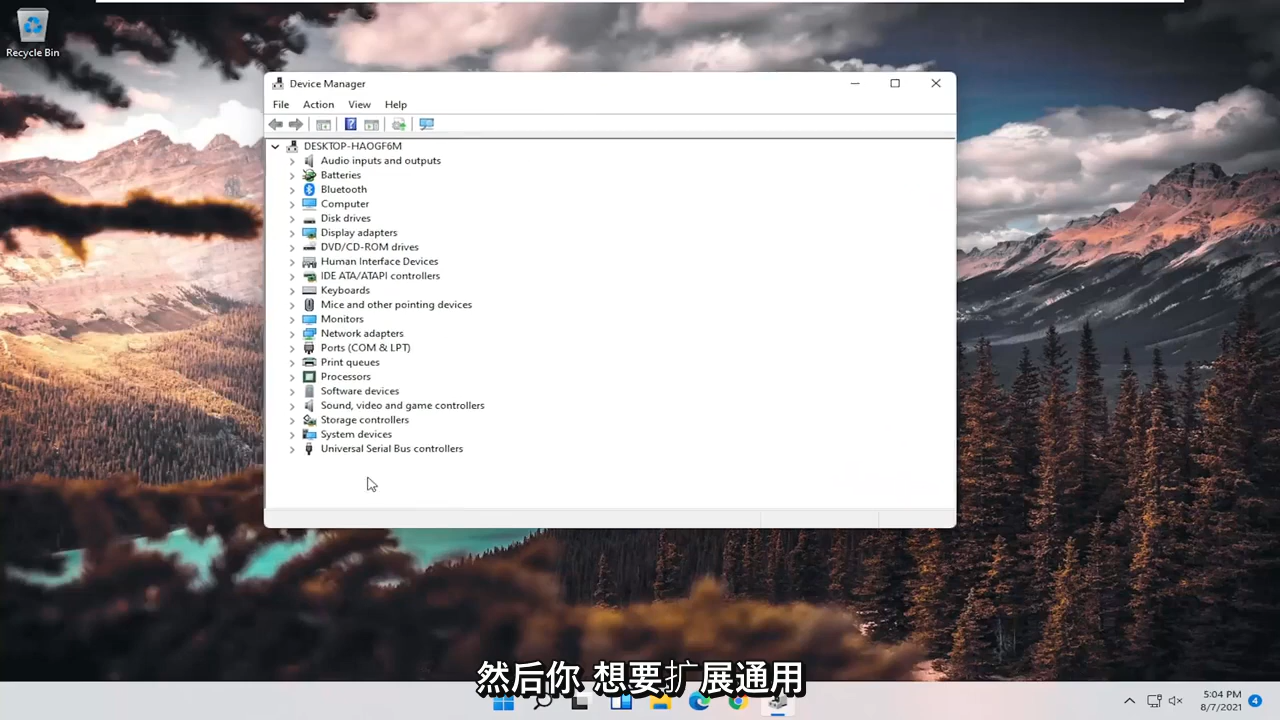 Recycle Bin
Device Manager
File Action View Help
DESKTOP-HAOGF6M
Audio inputs and outputs
Batteries
Bluetooth
Computer
Disk drives
Display adapters
DVD/CD-ROM drives
Human Interface Devices
IDE ATA/ATAPI controllers
Keyboards
Mice and other pointing devices
Monitors
Network adapters
Ports (COM & LPT)
Print queues
Processors
Software devices
Sound, video and game controllers
Storage controllers
System devices
Universal Serial Bus controllers
然后你 想要扩展通用
5:04 PM
8/7/2021
4